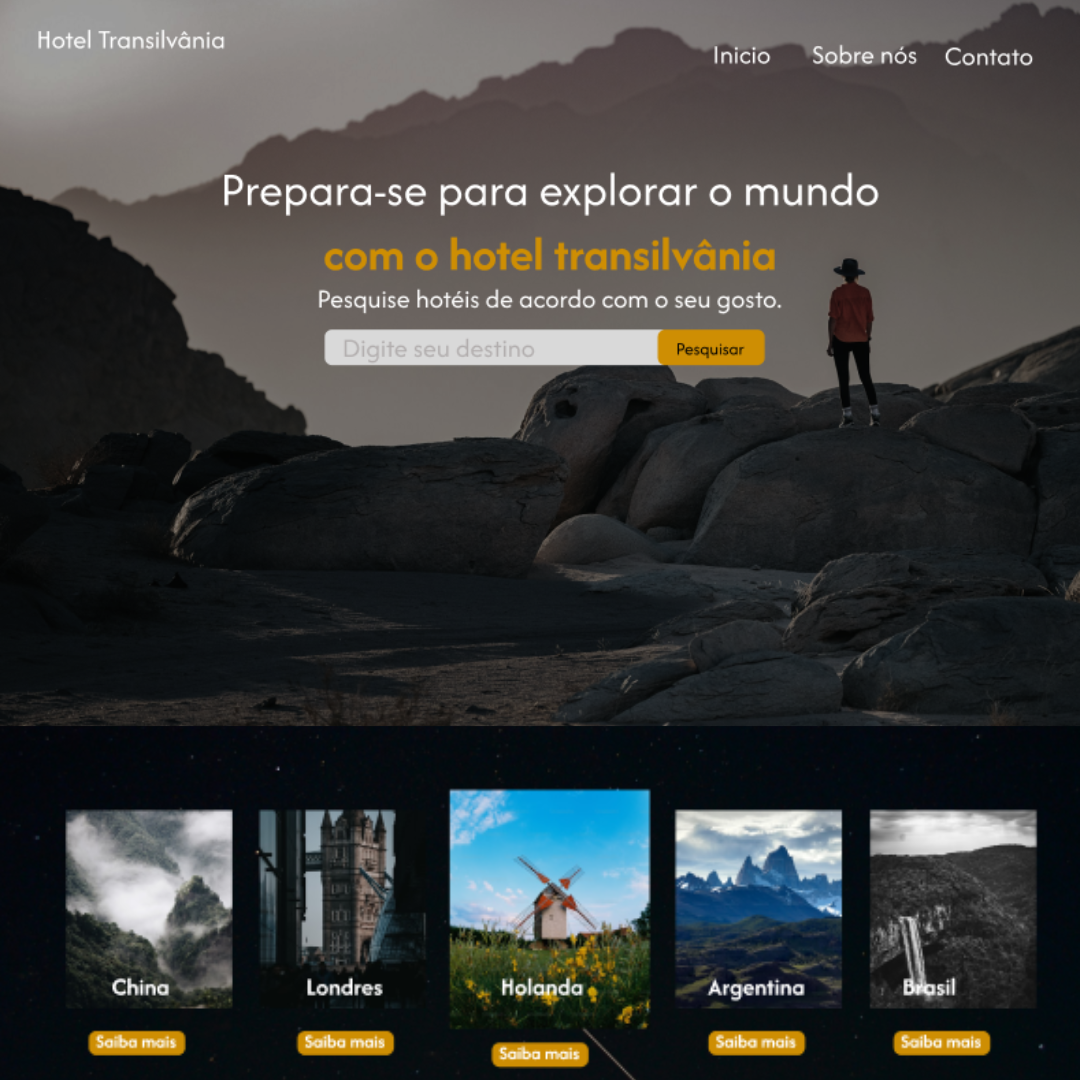 Hotel Transilvânia
Inicio Sobre nós Contato
Prepara-se para explorar o mundo
com o hotel transilvânia
Pesquise hotéis de acordo com o seu gosto.
Digite seu destino Pesquisar
China Londres Holanda Argentina Brasil
Saiba mais Saiba mais Saiba mais Saiba mais Saiba mais